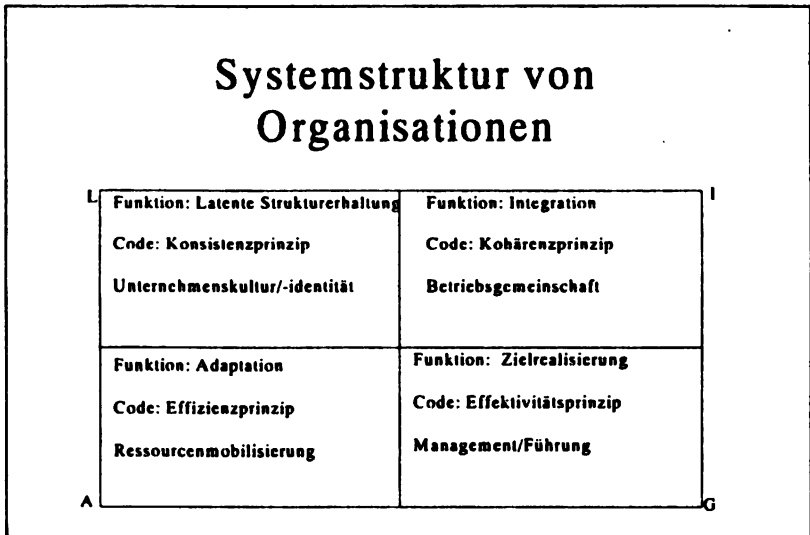 Systemstruktur von
Organisationen
L
I
Funktion: Latente Strukturerhaltung
Code: Konsistenzprinzip
Unternehmenskultur/-identität
Funktion: Integration
Code: Kohärenzprinzip
Betriebsgemeinschaft
Funktion: Adaptation
Code: Effizienzprinzip
Ressourcenmobilisierung
Funktion: Zielrealisierung
Code: Effektivitätsprinzip
Management/Führung
A
G